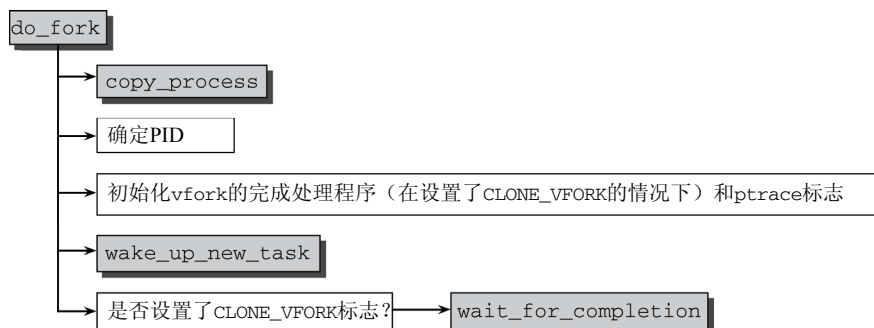 do_fork
copy_process
确定PID
初始化vfork的完成处理程序（在设置了CLONE_VFORK的情况下）和ptrace标志
wake_up_new_task
是否设置了CLONE_VFORK标志？
wait_for_completion